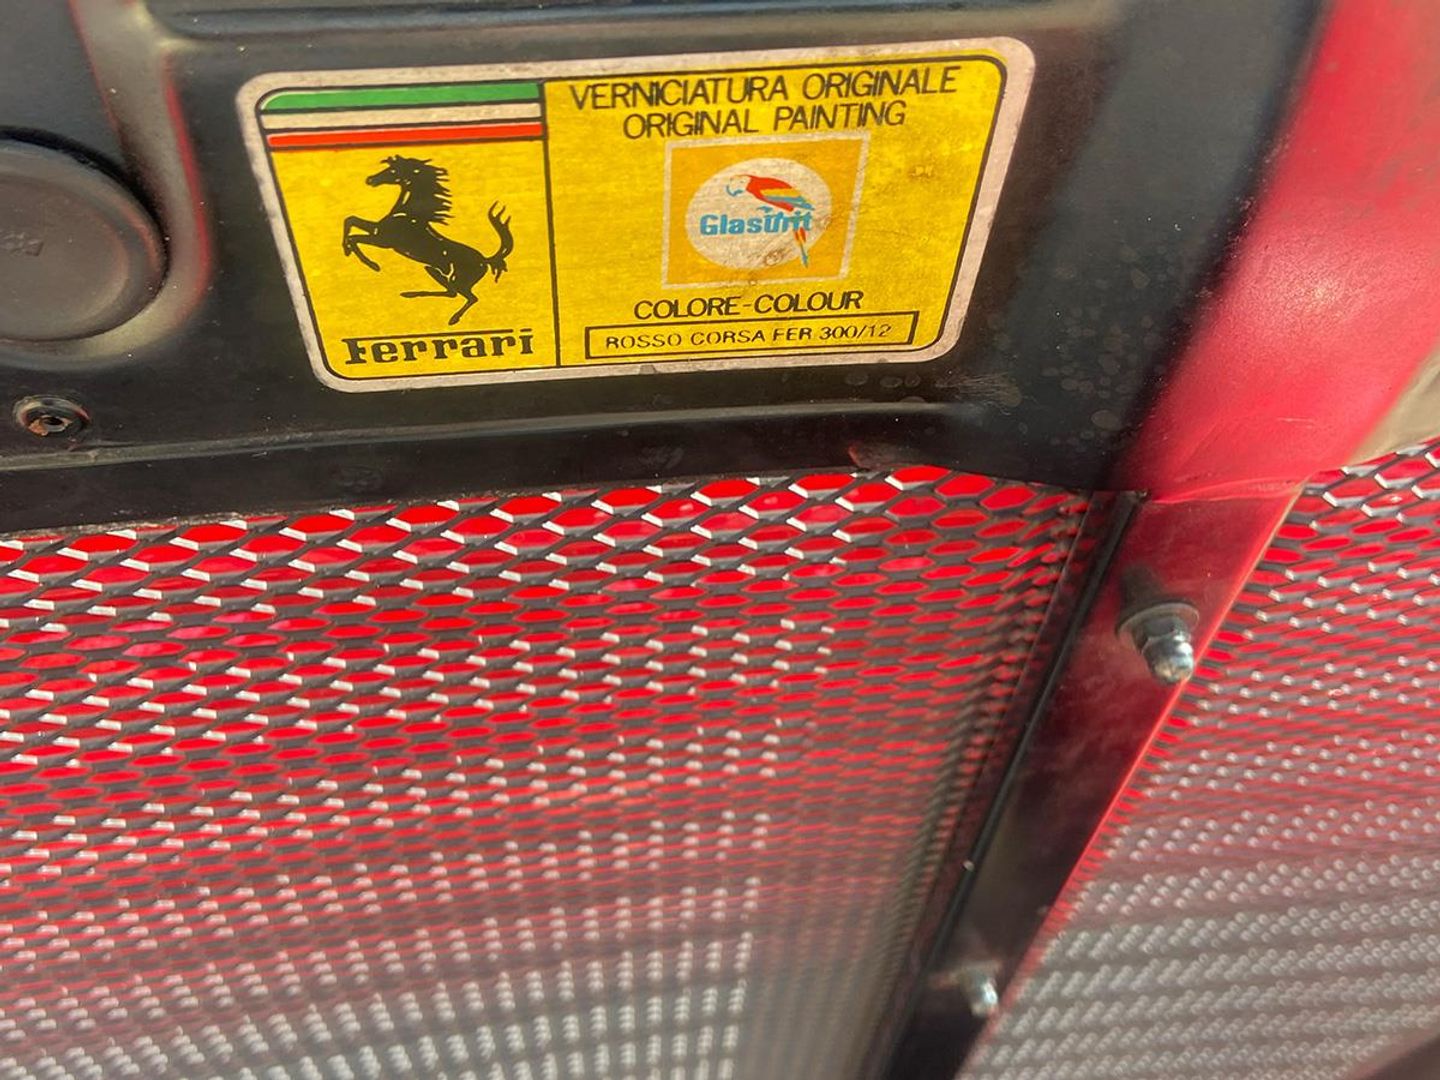 VERNICIATURA ORIGINALE
ORIGINAL PAINTING
Glasurit
COLORE-COLOUR
ROSSO CORSA FER 300/12
Ferrari